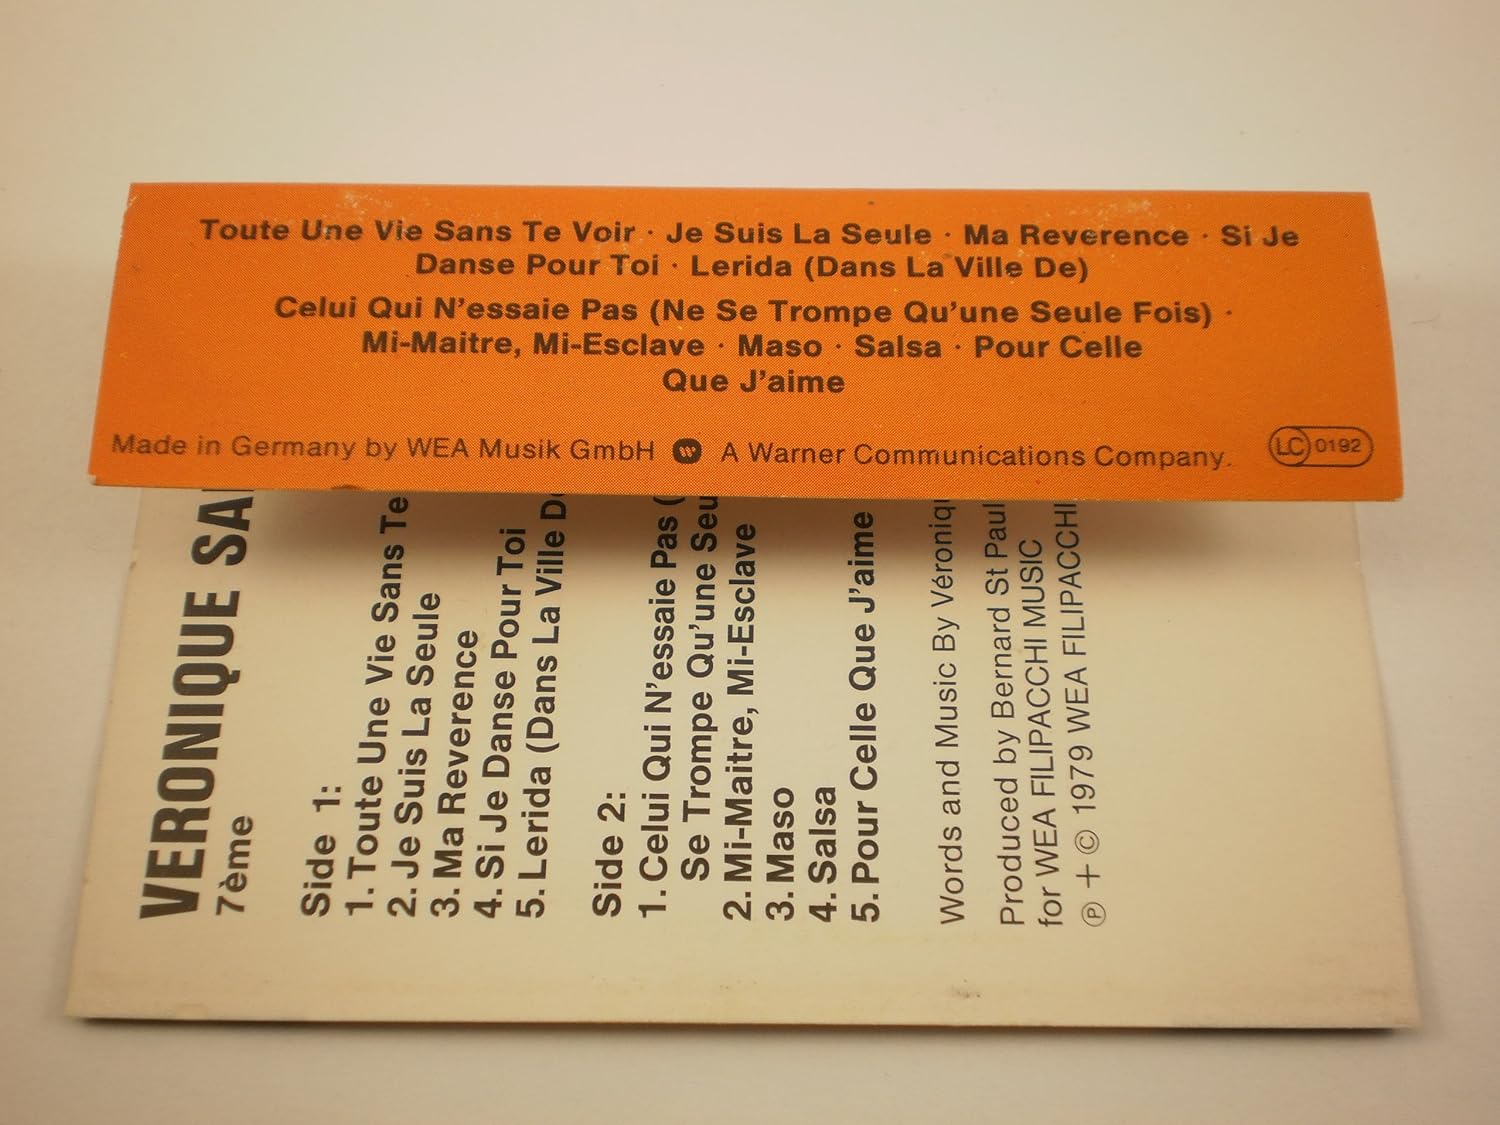 Toute Une Vie Sans Te Voir · Je Suis La Seule · Ma Reverence · Si Je
Danse Pour Toi · Lerida (Dans La Ville De)
Celui Qui N'essaie Pas (Ne Se Trompe Qu'une Seule Fois) ·
Mi-Maitre, Mi-Esclave · Maso · Salsa · Pour Celle
Que J'aime
Made in Germany by WEA Musik GmbH W A Warner Communications Company.
LC 0192
VERONIQUE SA
7ème
Side 1:
1. Toute Une Vie Sans Te
2. Je Suis La Seule
3. Ma Reverence
4. Si Je Danse Pour Toi
5. Lerida (Dans La Ville De
Side 2:
1. Celui Qui N'essaie Pas (
Se Trompe Qu'une Seu
2. Mi-Maitre, Mi-Esclave
3. Maso
4. Salsa
5. Pour Celle Que J'aime
Words and Music By Véroniq
Produced by Bernard St Paul
for WEA FILIPACCHI MUSIC
℗ + © 1979 WEA FILIPACCHI